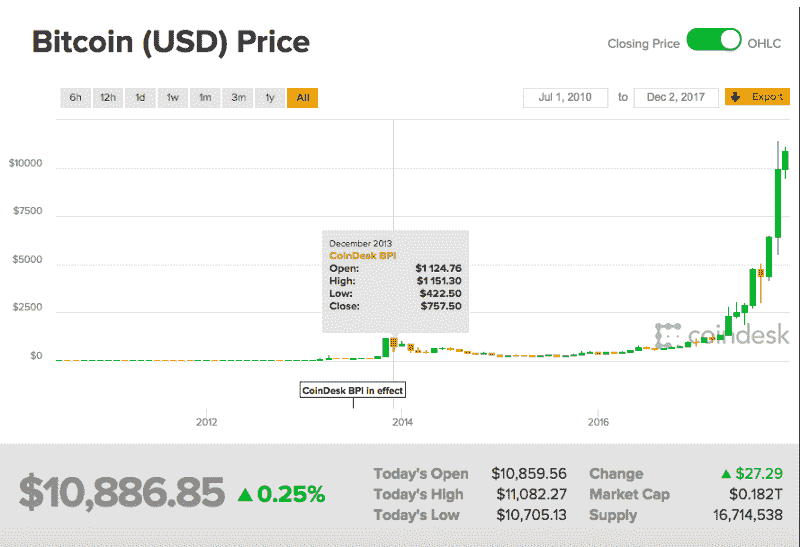 Bitcoin (USD) Price
Closing Price OHLC
6h 12h 1d 1w 1m 3m 1y All
Jul 1, 2010 to Dec 2, 2017 Export
$10000
$7500
$5000
$2500
$0
December 2013
CoinDesk BPI
Open: $1 124.76
High: $1 151.30
Low: $422.50
Close: $757.50
coindesk
CoinDesk BPI in effect
2012 2014 2016
$10,886.85 ▲ 0.25%
Today's Open $10,859.56 Change ▲ $27.29
Today's High $11,082.27 Market Cap $0.182T
Today's Low $10,705.13 Supply 16,714,538